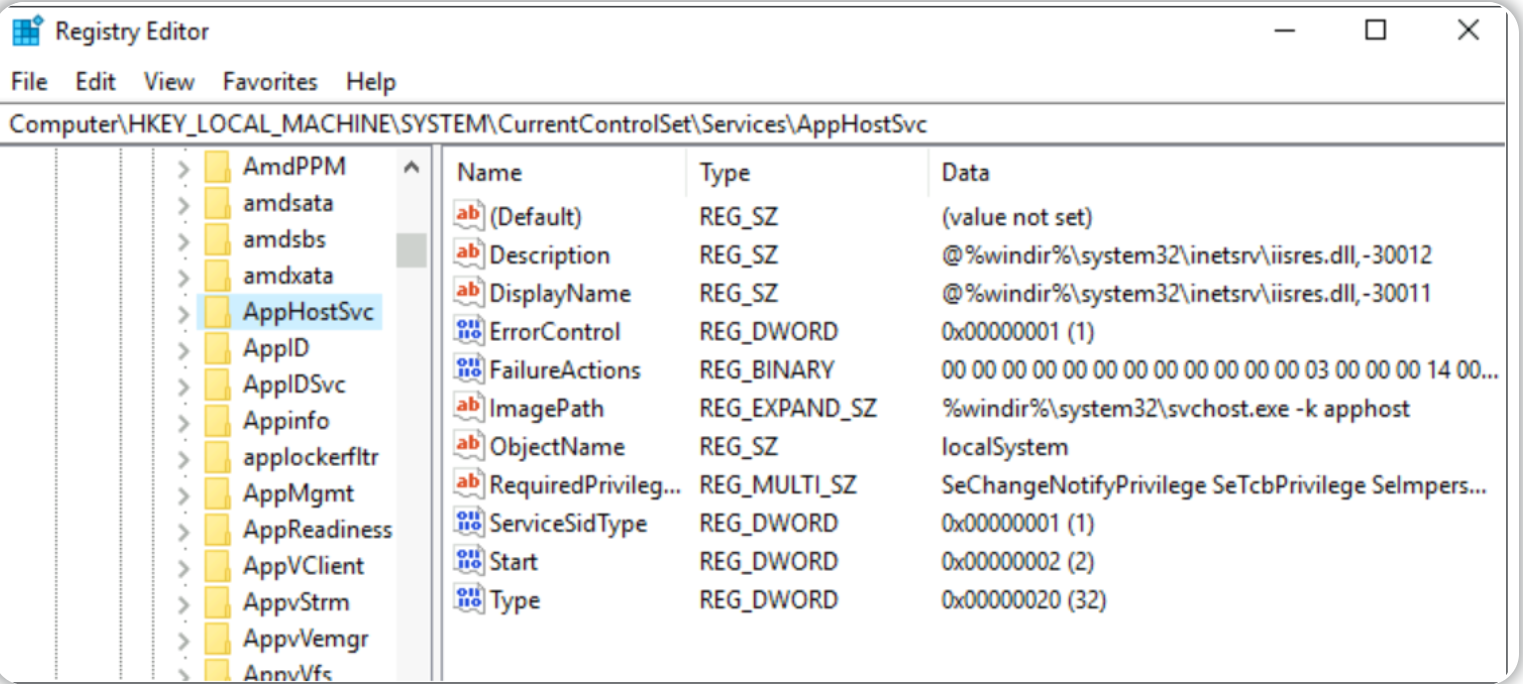 Registry Editor
File Edit View Favorites Help
Computer\HKEY_LOCAL_MACHINE\SYSTEM\CurrentControlSet\Services\AppHostSvc
AmdPPM
amdsata
amdsbs
amdxata
AppHostSvc
AppID
AppIDSvc
Appinfo
applockerfltr
AppMgmt
AppReadiness
AppVClient
AppvStrm
AppvVemgr
AppvVfs
Name Type Data
(Default) REG_SZ (value not set)
Description REG_SZ @%windir%\system32\inetsrv\iisres.dll,-30012
DisplayName REG_SZ @%windir%\system32\inetsrv\iisres.dll,-30011
ErrorControl REG_DWORD 0x00000001 (1)
FailureActions REG_BINARY 00 00 00 00 00 00 00 00 00 00 00 00 03 00 00 00 14 00...
ImagePath REG_EXPAND_SZ %windir%\system32\svchost.exe -k apphost
ObjectName REG_SZ localSystem
RequiredPrivileg... REG_MULTI_SZ SeChangeNotifyPrivilege SeTcbPrivilege SeImpers...
ServiceSidType REG_DWORD 0x00000001 (1)
Start REG_DWORD 0x00000002 (2)
Type REG_DWORD 0x00000020 (32)